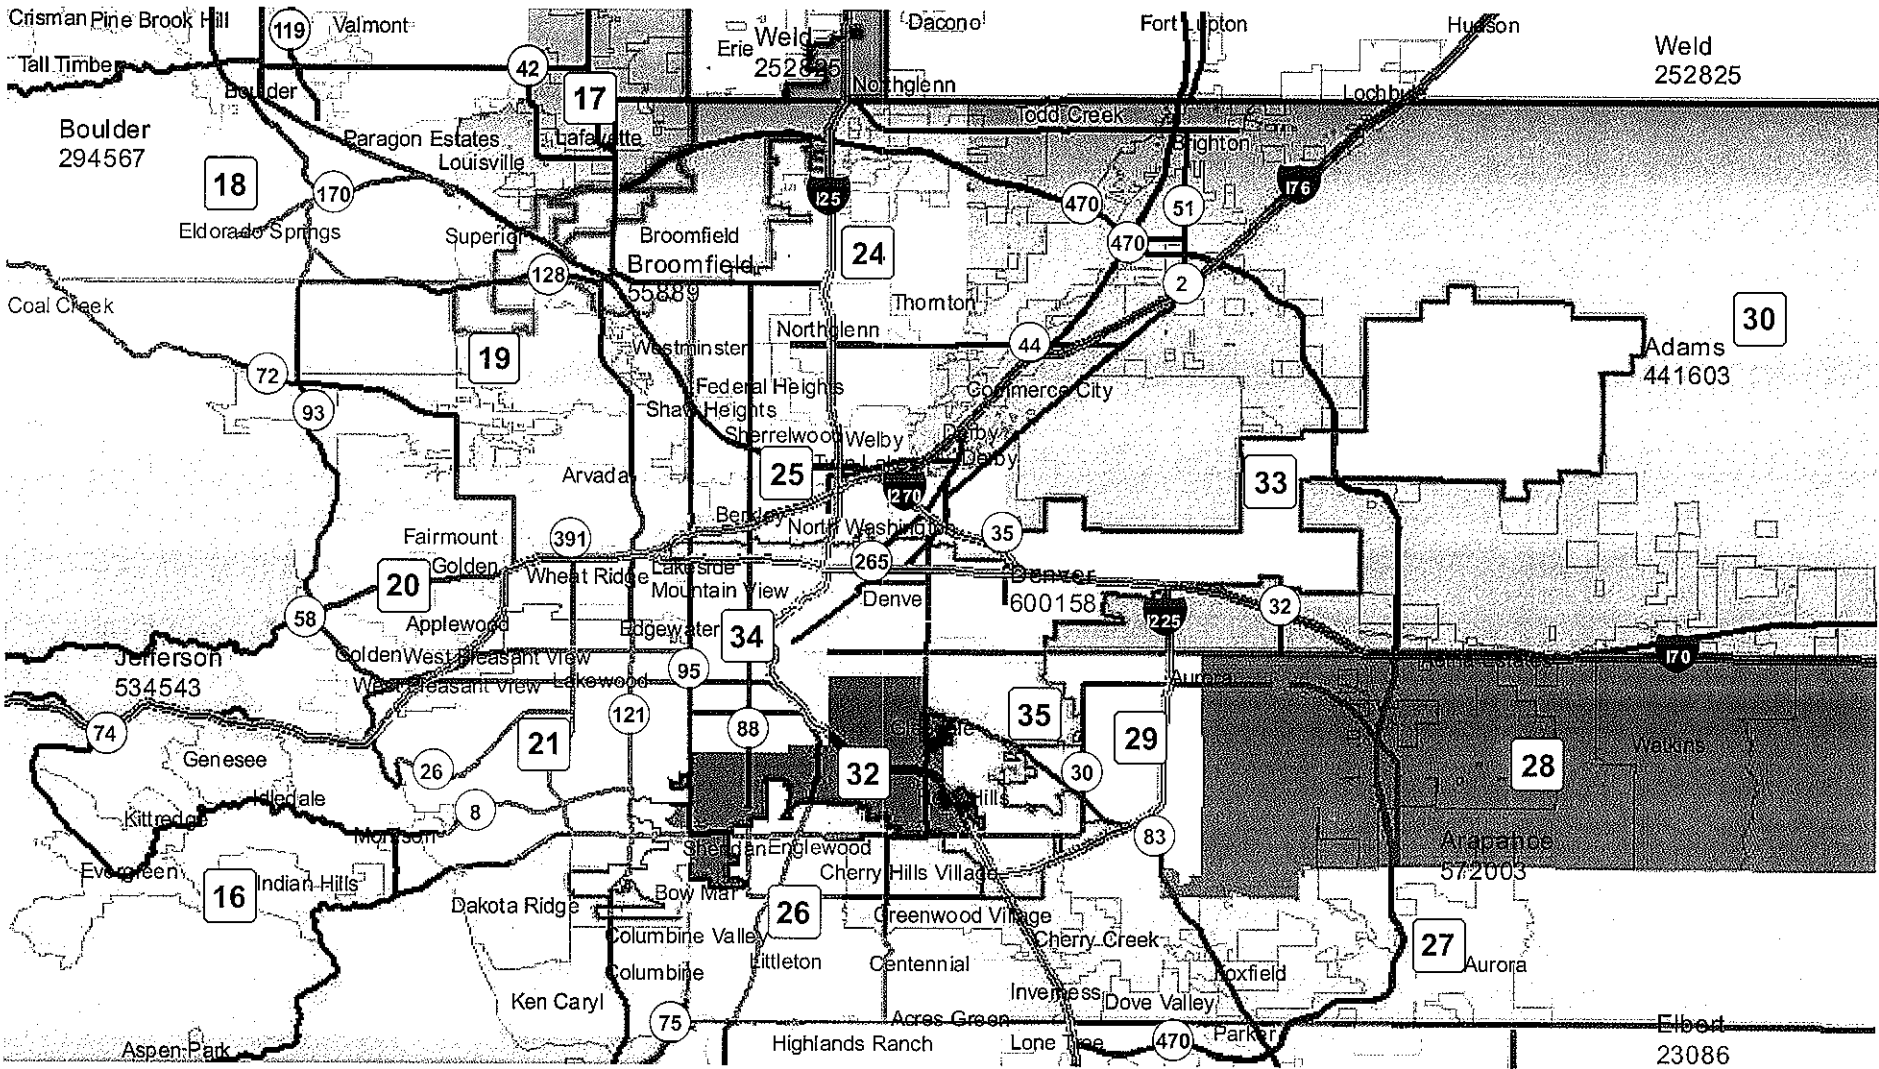 Crisman Pine Brook Hill
119
Valmont
Dacono
Fort Lupton
Hudson
Erie
Weld
252825
Weld
252825
Tall Timber
42
Boulder
17
Northglenn
Lochbuie
Todd Creek
Boulder
294567
Paragon Estates
Lafayette
Louisville
Brighton
18
170
I25
470
51
I76
Eldorado Springs
Superior
Broomfield
Broomfield
55889
24
470
128
2
Coal Creek
Thornton
30
Northglenn
44
Adams
441603
19
Westminster
72
Federal Heights
Commerce City
93
Shaw Heights
Sherrelwood
Welby
Derby
Derby
Twin Lakes
Arvada
25
33
I270
Berkley
North Washington
Fairmount
391
35
Golden
265
Wheat Ridge
Lakeside
Denver
600158
20
Mountain View
Denve
32
58
Applewood
Edgewater
34
I225
Jefferson
534543
Golden
West Pleasant View
West Pleasant View
Lakewood
95
I70
Aurora
74
121
88
35
29
Glendale
Watkins
21
Genesee
26
32
30
28
Idledale
8
Kittredge
Morrison
83
Sheridan
Englewood
Arapahoe
572003
Evergreen
Cherry Hills Village
16
Indian Hills
Bow Mar
Dakota Ridge
26
Greenwood Village
Columbine Valle
Cherry Creek
27
Littleton
Centennial
Aurora
Columbine
Foxfield
Ken Caryl
Inverness
Dove Valley
75
Acres Green
Parker
Elbert
23086
Aspen Park
Highlands Ranch
Lone Tree
470